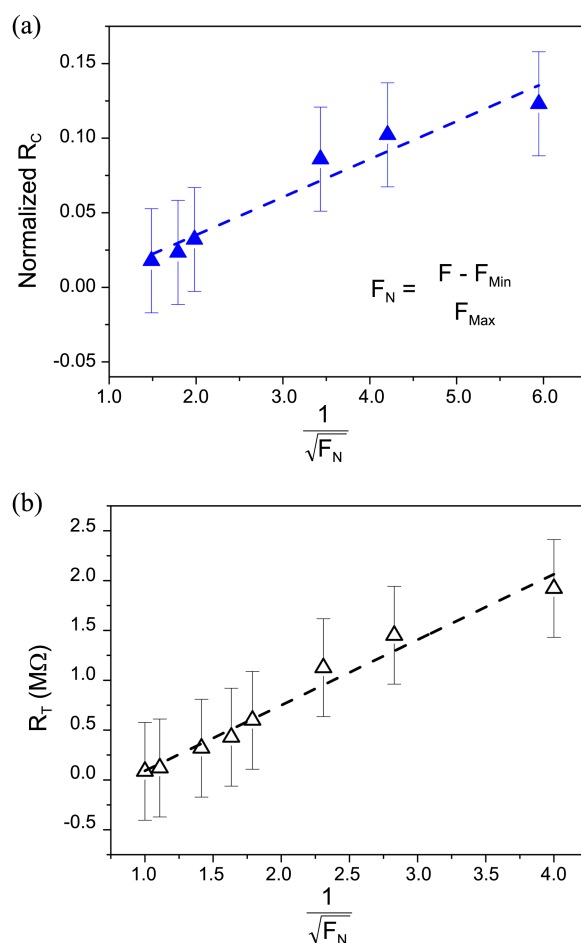 (a)
Normalized R_C
0.15
0.10
0.05
0.00
-0.05
F_N = (F - F_Min) / F_Max
1.0 2.0 3.0 4.0 5.0 6.0
1/√F_N
(b)
R_T (MΩ)
2.5
2.0
1.5
1.0
0.5
0.0
-0.5
1.0 1.5 2.0 2.5 3.0 3.5 4.0
1/√F_N